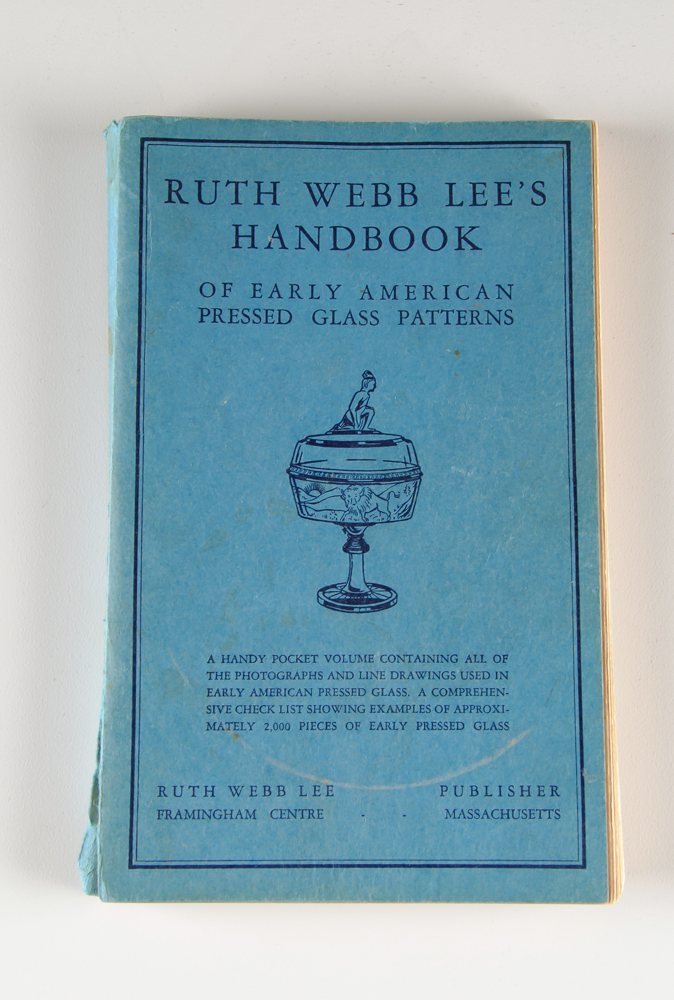 RUTH WEBB LEE'S
HANDBOOK
OF EARLY AMERICAN
PRESSED GLASS PATTERNS
A HANDY POCKET VOLUME CONTAINING ALL OF
THE PHOTOGRAPHS AND LINE DRAWINGS USED IN
EARLY AMERICAN PRESSED GLASS. A COMPREHEN-
SIVE CHECK LIST SHOWING EXAMPLES OF APPROXI-
MATELY 2,000 PIECES OF EARLY PRESSED GLASS
RUTH WEBB LEE PUBLISHER
FRAMINGHAM CENTRE - - MASSACHUSETTS